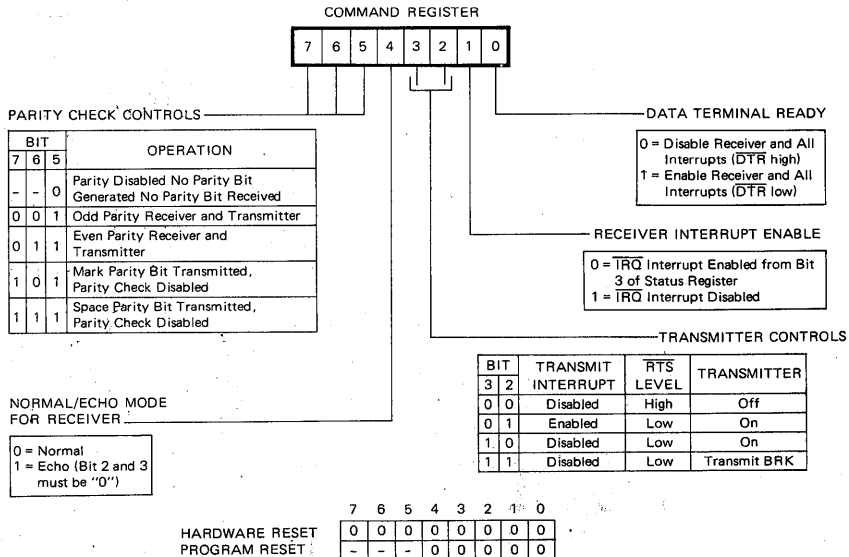 COMMAND REGISTER
7 6 5 4 3 2 1 0
PARITY CHECK CONTROLS
BIT OPERATION
7 6 5
- - 0 Parity Disabled No Parity Bit
Generated No Parity Bit Received
0 0 1 Odd Parity Receiver and Transmitter
0 1 1 Even Parity Receiver and
Transmitter
1 0 1 Mark Parity Bit Transmitted,
Parity Check Disabled
1 1 1 Space Parity Bit Transmitted,
Parity Check Disabled
NORMAL/ECHO MODE
FOR RECEIVER
0 = Normal
1 = Echo (Bit 2 and 3
must be "0")
DATA TERMINAL READY
0 = Disable Receiver and All
Interrupts (DTR high)
1 = Enable Receiver and All
Interrupts (DTR low)
RECEIVER INTERRUPT ENABLE
0 = IRQ Interrupt Enabled from Bit
3 of Status Register
1 = IRQ Interrupt Disabled
TRANSMITTER CONTROLS
BIT TRANSMIT RTS TRANSMITTER
3 2 INTERRUPT LEVEL
0 0 Disabled High Off
0 1 Enabled Low On
1 0 Disabled Low On
1 1 Disabled Low Transmit BRK
7 6 5 4 3 2 1 0
HARDWARE RESET 0 0 0 0 0 0 0 0
PROGRAM RESET - - - 0 0 0 0 0